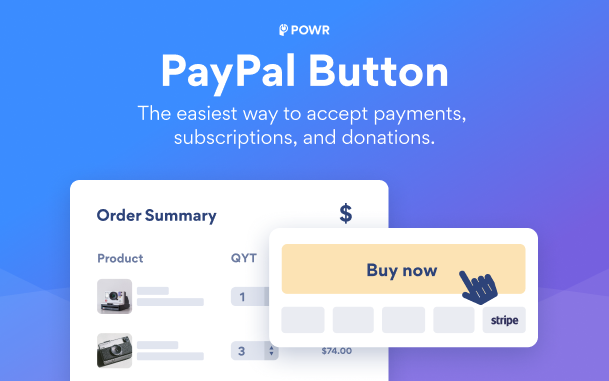 POWR
PayPal Button
The easiest way to accept payments,
subscriptions, and donations.
Order Summary
$
Product
QYT
1
3
$74.00
Buy now
stripe